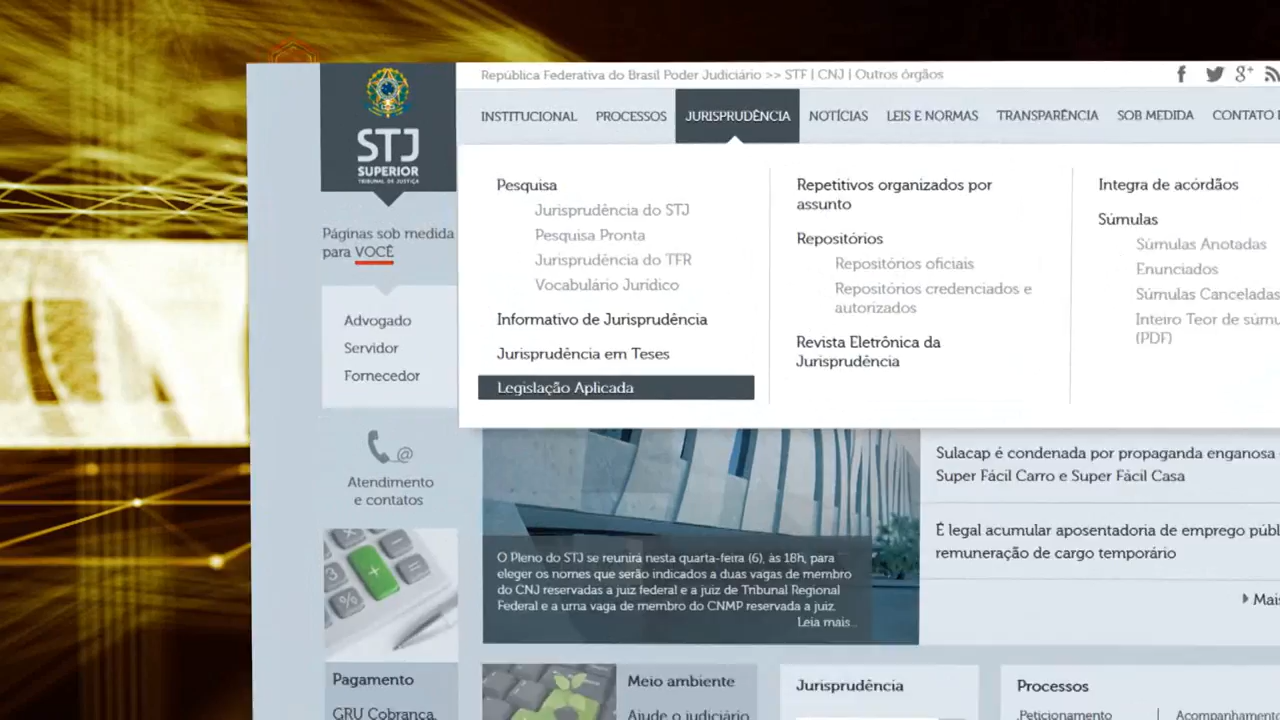 República Federativa do Brasil Poder Judiciário >> STF | CNJ | Outros órgãos
STJ
SUPERIOR
TRIBUNAL DE JUSTIÇA
INSTITUCIONAL PROCESSOS JURISPRUDÊNCIA NOTÍCIAS LEIS E NORMAS TRANSPARÊNCIA SOB MEDIDA CONTATO
Páginas sob medida
para VOCÊ
Advogado
Servidor
Fornecedor
Atendimento
e contatos
Pesquisa
Jurisprudência do STJ
Pesquisa Pronta
Jurisprudência do TFR
Vocabulário Jurídico
Informativo de Jurisprudência
Jurisprudência em Teses
Legislação Aplicada
Repetitivos organizados por
assunto
Repositórios
Repositórios oficiais
Repositórios credenciados e
autorizados
Revista Eletrônica da
Jurisprudência
Integra de acórdãos
Súmulas
Súmulas Anotadas
Enunciados
Súmulas Canceladas
Inteiro Teor de súmu
(PDF)
O Pleno do STJ se reunirá nesta quarta-feira (6), às 18h, para
eleger os nomes que serão indicados a duas vagas de membro
do CNJ reservadas a juiz federal e a juiz de Tribunal Regional
Federal e a uma vaga de membro do CNMP reservada a juiz.
Leia mais...
Sulacap é condenada por propaganda enganosa
Super Fácil Carro e Super Fácil Casa
É legal acumular aposentadoria de emprego públ
remuneração de cargo temporário
Mais
Pagamento
GRU Cobrança,
Meio ambiente
Ajude o judiciário
Jurisprudência
Processos
Peticionamento | Acompanhamento